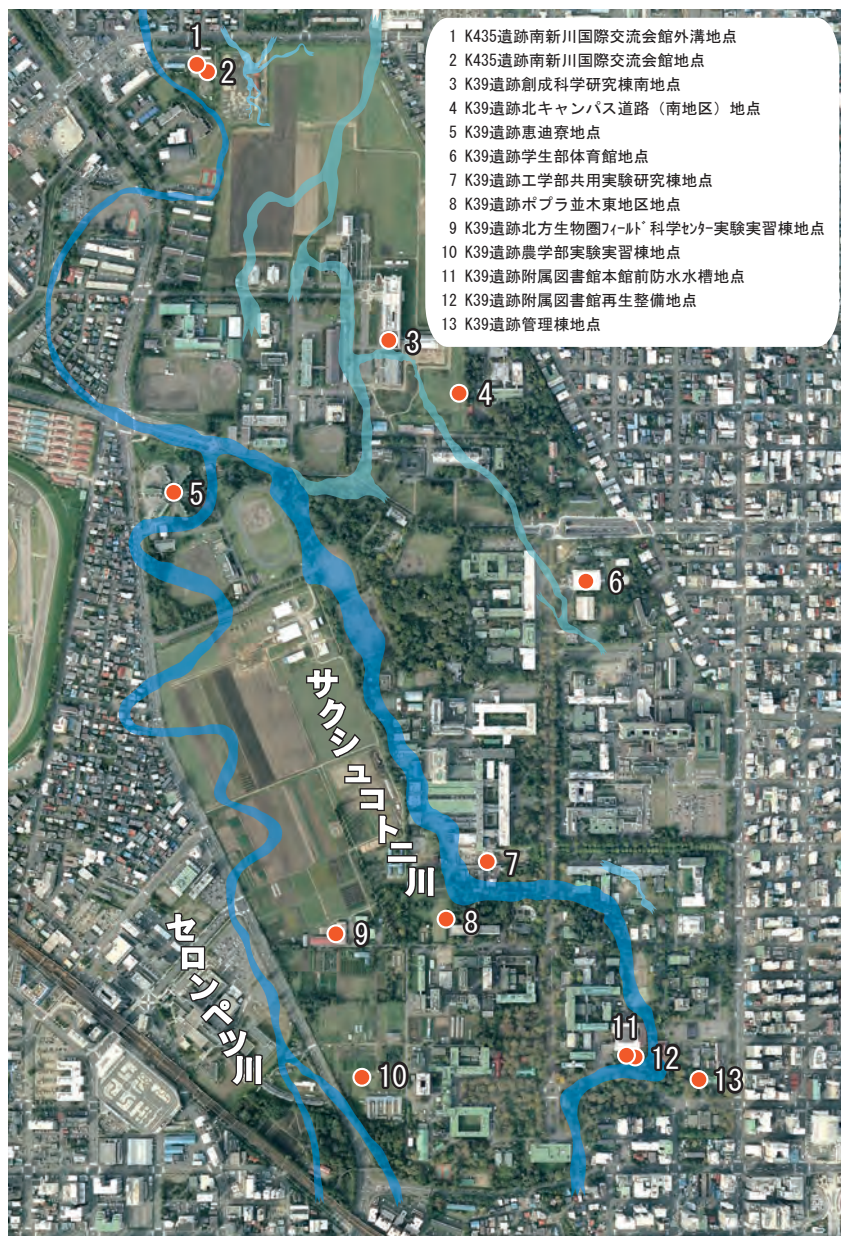 1 K435遺跡南新川国際交流会館外溝地点
2 K435遺跡南新川国際交流会館地点
3 K39遺跡創成科学研究棟南地点
4 K39遺跡北キャンパス道路（南地区）地点
5 K39遺跡恵迪寮地点
6 K39遺跡学生部体育館地点
7 K39遺跡工学部共用実験研究棟地点
8 K39遺跡ポプラ並木東地区地点
9 K39遺跡北方生物圏フィールド科学センター実験実習棟地点
10 K39遺跡農学部実験実習棟地点
11 K39遺跡附属図書館本館前防水水槽地点
12 K39遺跡附属図書館再生整備地点
13 K39遺跡管理棟地点
1
2
3
4
5
6
サクシュコトニ川
7
8
9
セロンペツ川
10
11
12
13